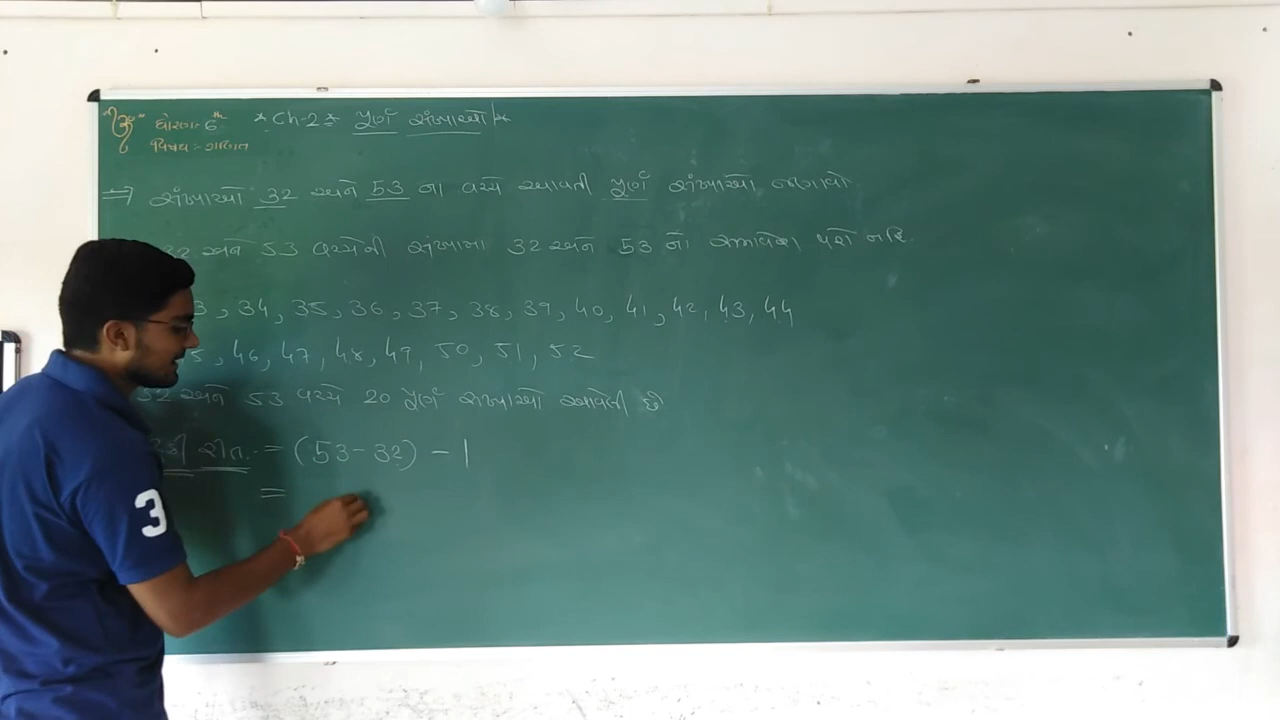 ધોરણ:- 6th
* Ch-2 * પૂર્ણ સંખ્યાઓ *
વિષય :- ગણિત
⇒ સંખ્યાઓ 32 અને 53 ના વચ્ચે આવતી પૂર્ણ સંખ્યાઓ જણાવો
32 અને 53 વચ્ચેની સંખ્યામાં 32 અને 53 નો સમાવેશ થશે નહિ.
3, 34, 35, 36, 37, 38, 39, 40, 41, 42, 43, 44
5, 46, 47, 48, 49, 50, 51, 52
32 અને 53 વચ્ચે 20 પૂર્ણ સંખ્યાઓ આવેલી છે
રીત :- = (53 - 32) - 1
=
3